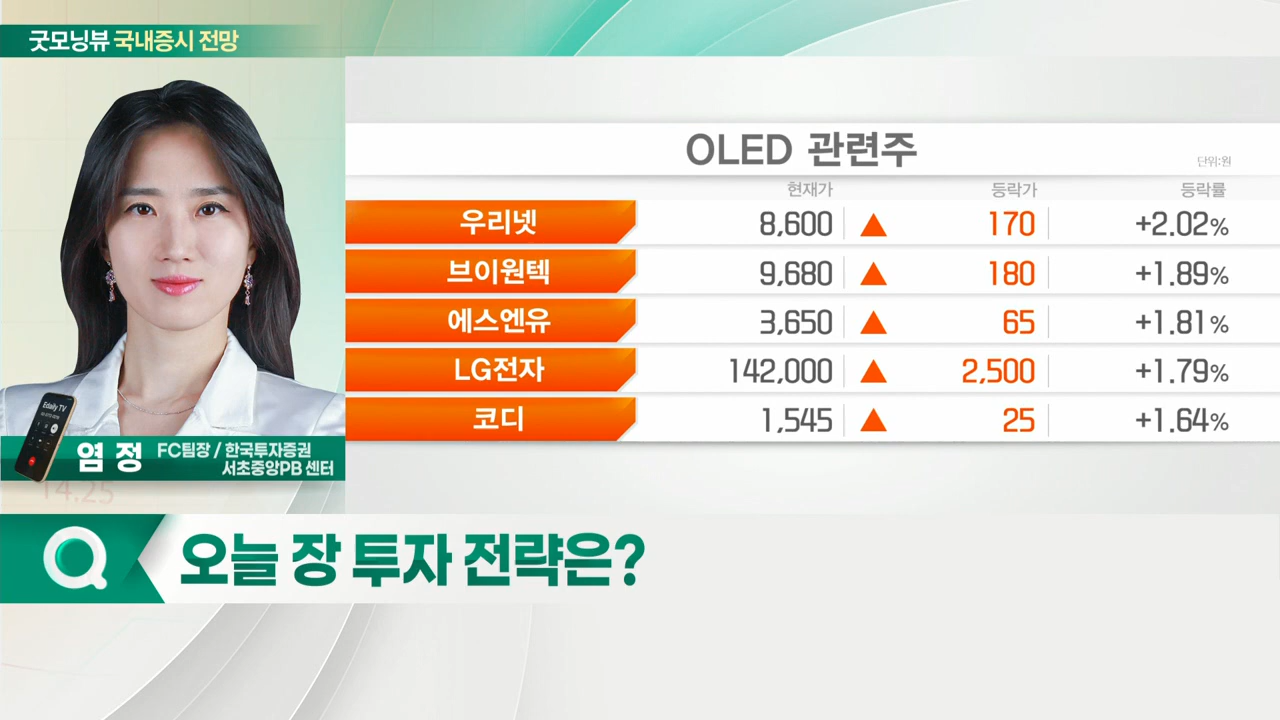 굿모닝뷰 국내증시 전망
OLED 관련주
단위:원
현재가 등락가 등락률
우리넷 8,600 ▲ 170 +2.02%
브이원텍 9,680 ▲ 180 +1.89%
에스엔유 3,650 ▲ 65 +1.81%
LG전자 142,000 ▲ 2,500 +1.79%
코디 1,545 ▲ 25 +1.64%
Edaily TV
염 정 FC팀장 / 한국투자증권
서초중앙PB 센터
14.25
Q 오늘 장 투자 전략은?